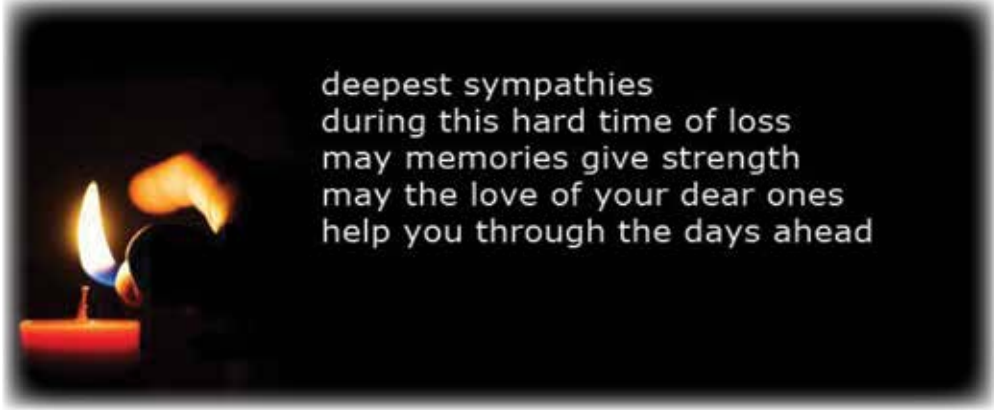 deepest sympathies
during this hard time of loss
may memories give strength
may the love of your dear ones
help you through the days ahead